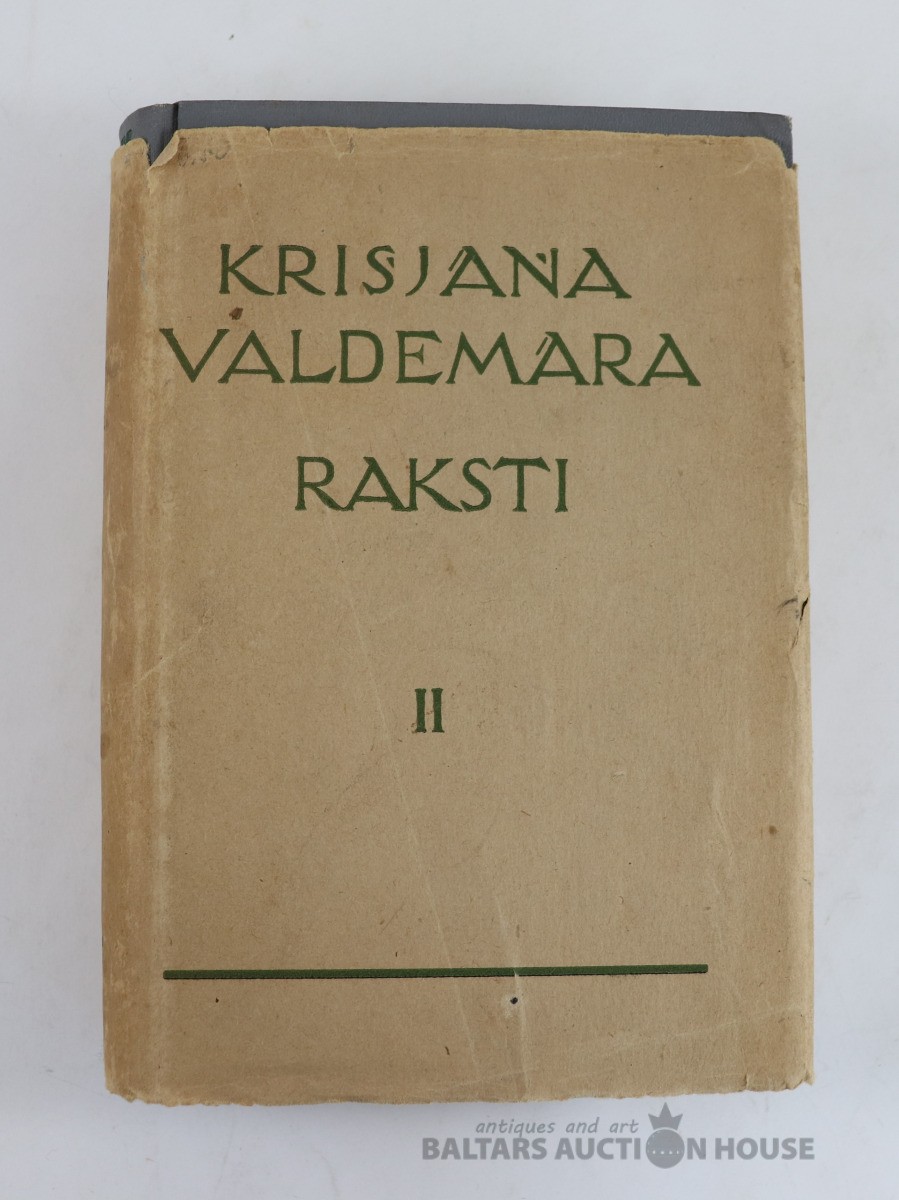 KRISJANA
VALDEMARA
RAKSTI
II
antiques and art
BALTARS AUCTION HOUSE